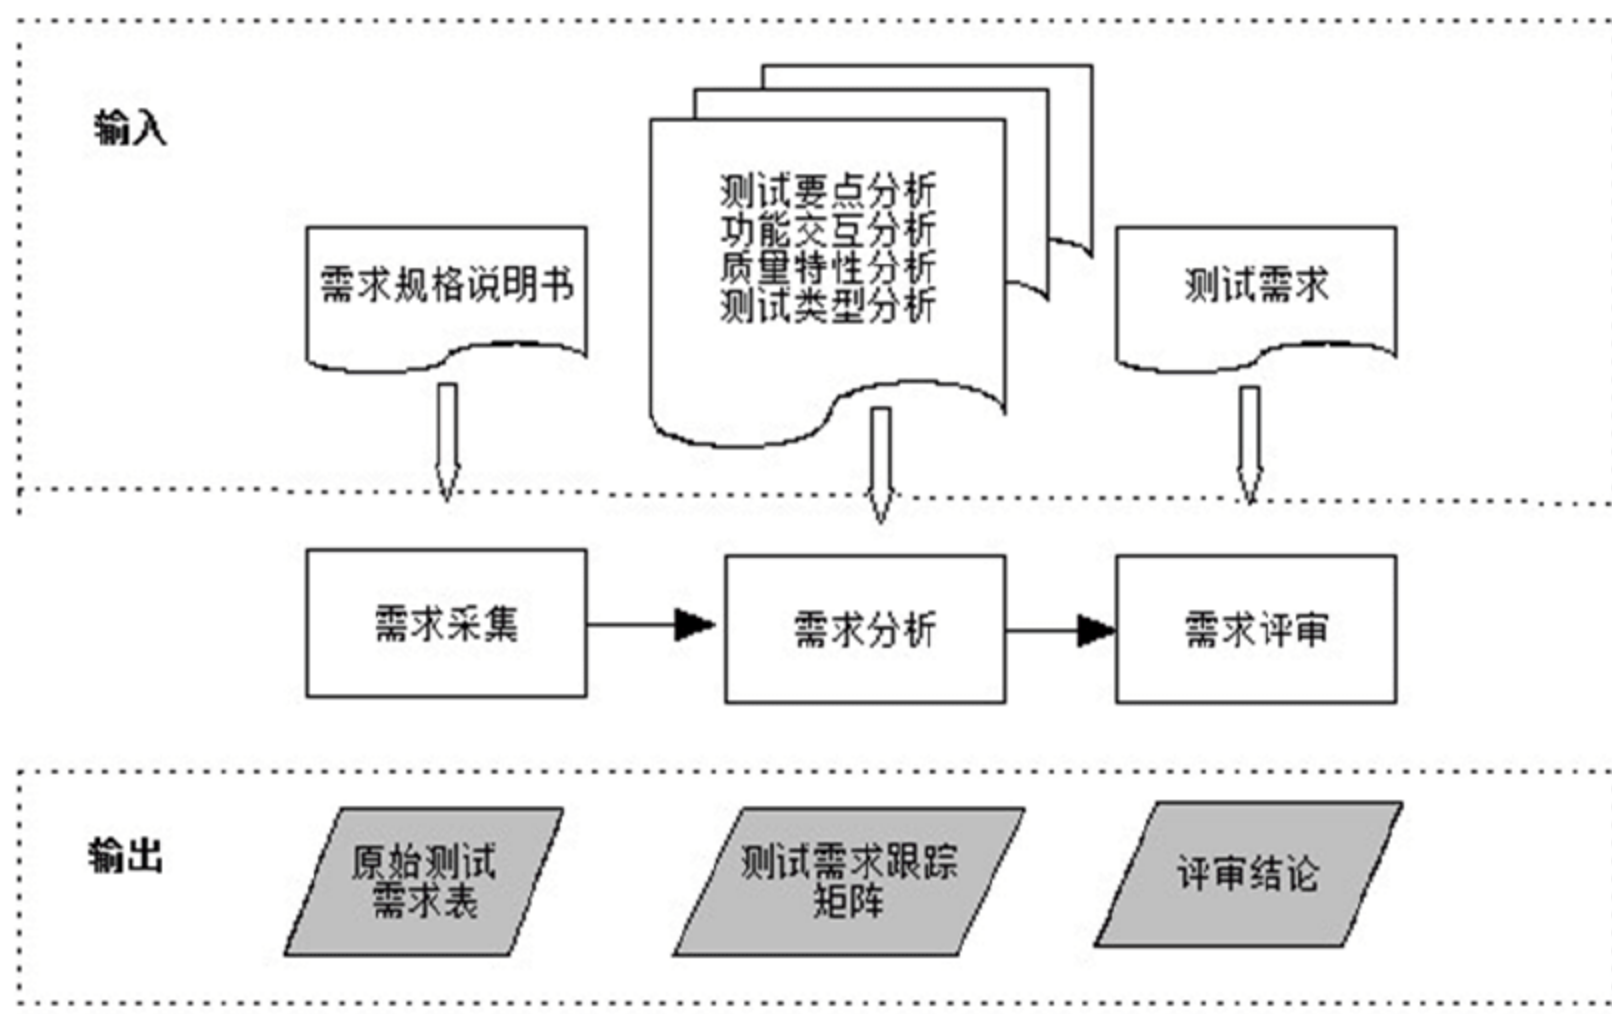 输入
需求规格说明书
测试要点分析
功能交互分析
质量特性分析
测试类型分析
测试需求
需求采集
需求分析
需求评审
输出
原始测试
需求表
测试需求跟踪
矩阵
评审结论